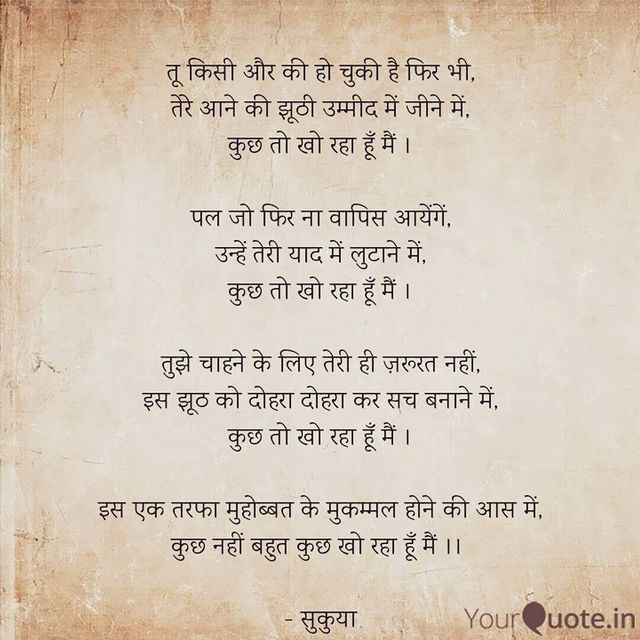 तू किसी और की हो चुकी है फिर भी,
तेरे आने की झूठी उम्मीद में जीने में,
कुछ तो खो रहा हूँ मैं ।
पल जो फिर ना वापिस आयेंगें,
उन्हें तेरी याद में लुटाने में,
कुछ तो खो रहा हूँ मैं ।
तुझे चाहने के लिए तेरी ही ज़रूरत नहीं,
इस झूठ को दोहरा दोहरा कर सच बनाने में,
कुछ तो खो रहा हूँ मैं ।
इस एक तरफा मुहोब्बत के मुकम्मल होने की आस में,
कुछ नहीं बहुत कुछ खो रहा हूँ मैं ।।
- सुकुया
YourQuote.in